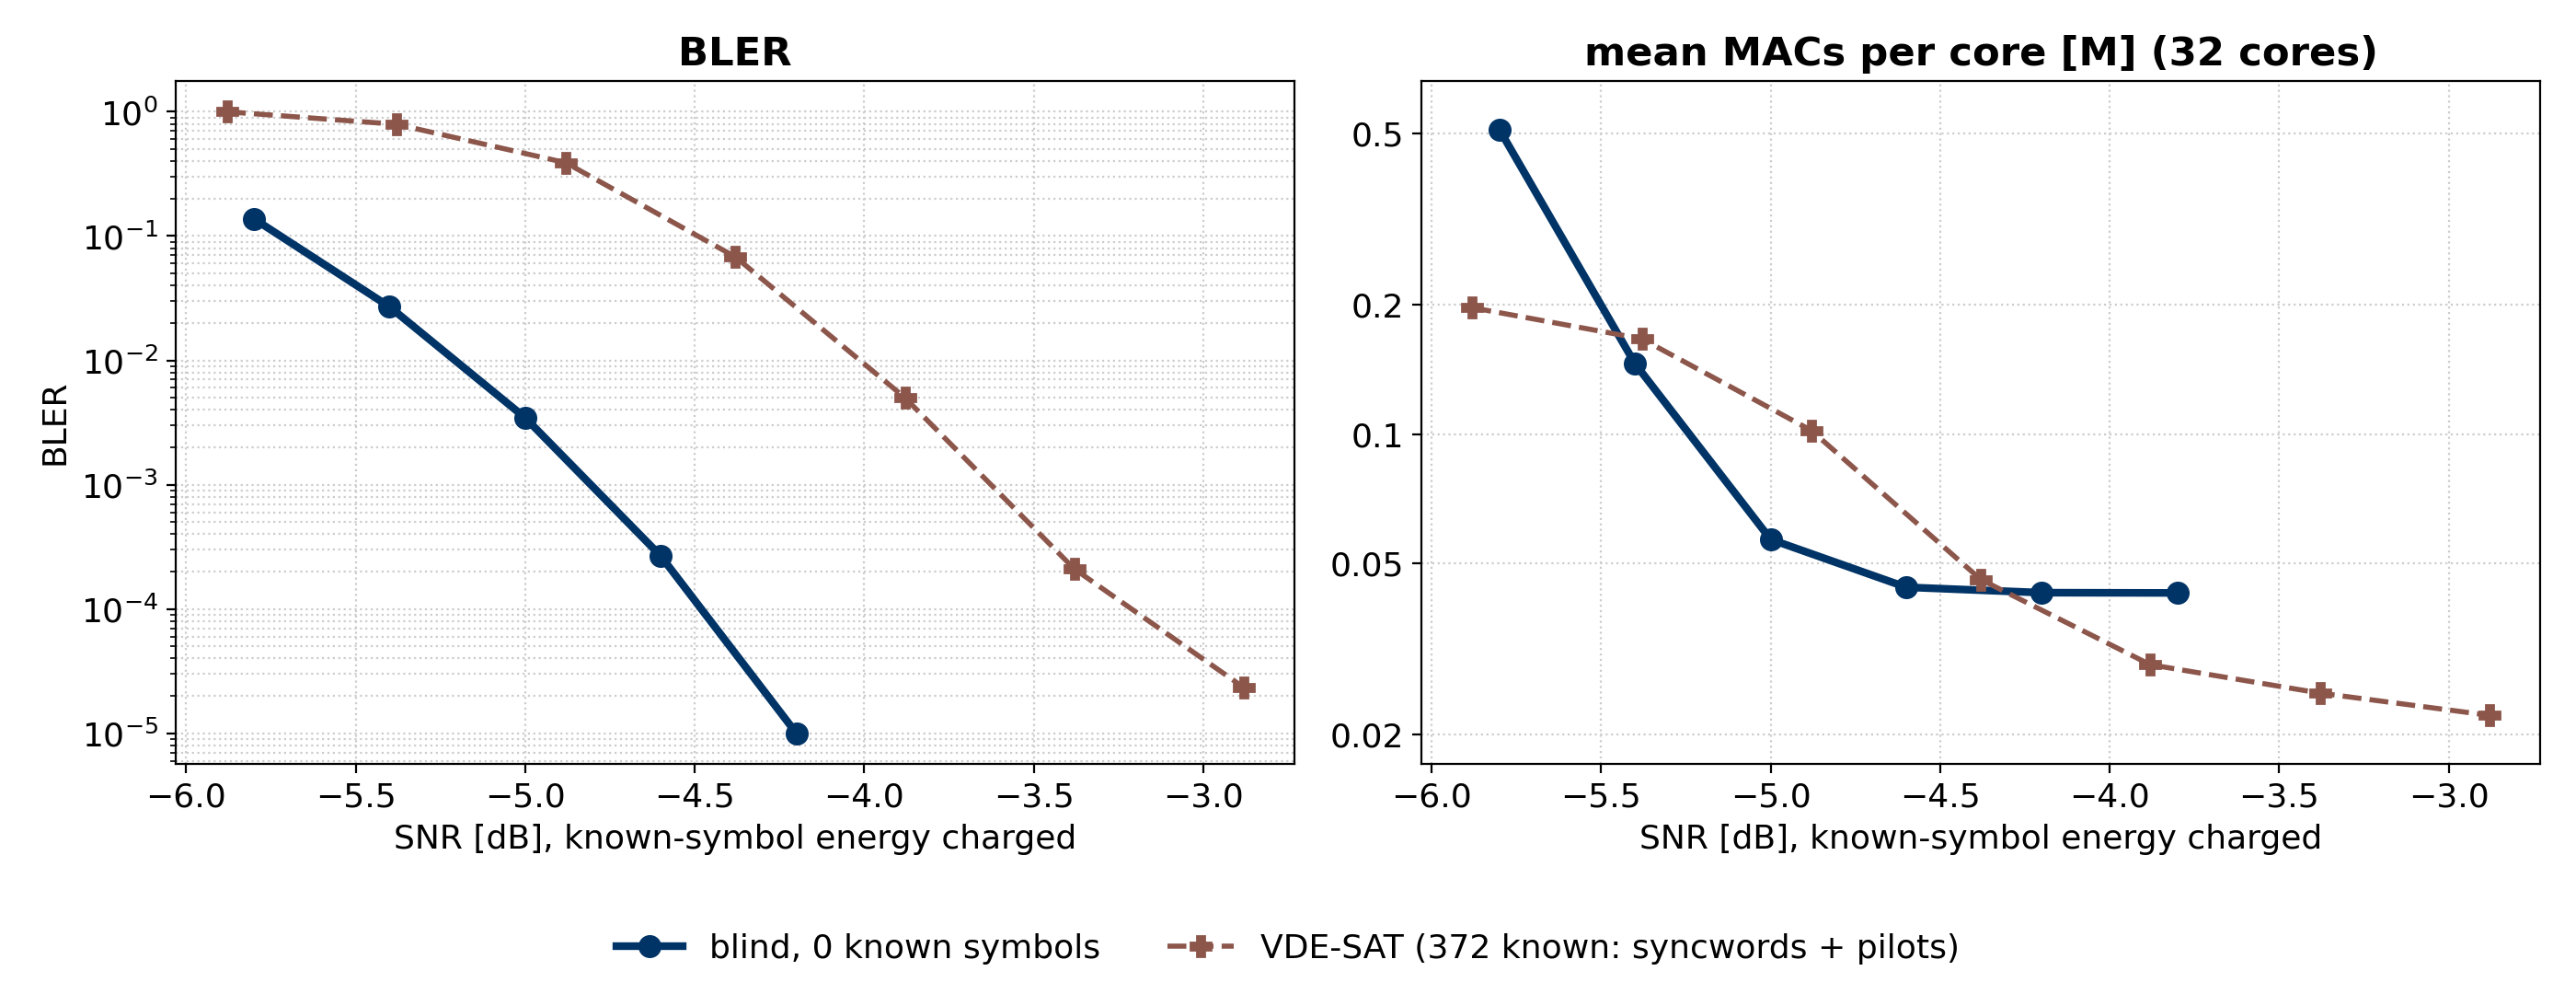 BLER
mean MACs per core [M] (32 cores)
10⁰
10⁻¹
10⁻²
10⁻³
10⁻⁴
10⁻⁵
BLER
−6.0 −5.5 −5.0 −4.5 −4.0 −3.5 −3.0
SNR [dB], known-symbol energy charged
0.5
0.2
0.1
0.05
0.02
−6.0 −5.5 −5.0 −4.5 −4.0 −3.5 −3.0
SNR [dB], known-symbol energy charged
blind, 0 known symbols
VDE-SAT (372 known: syncwords + pilots)